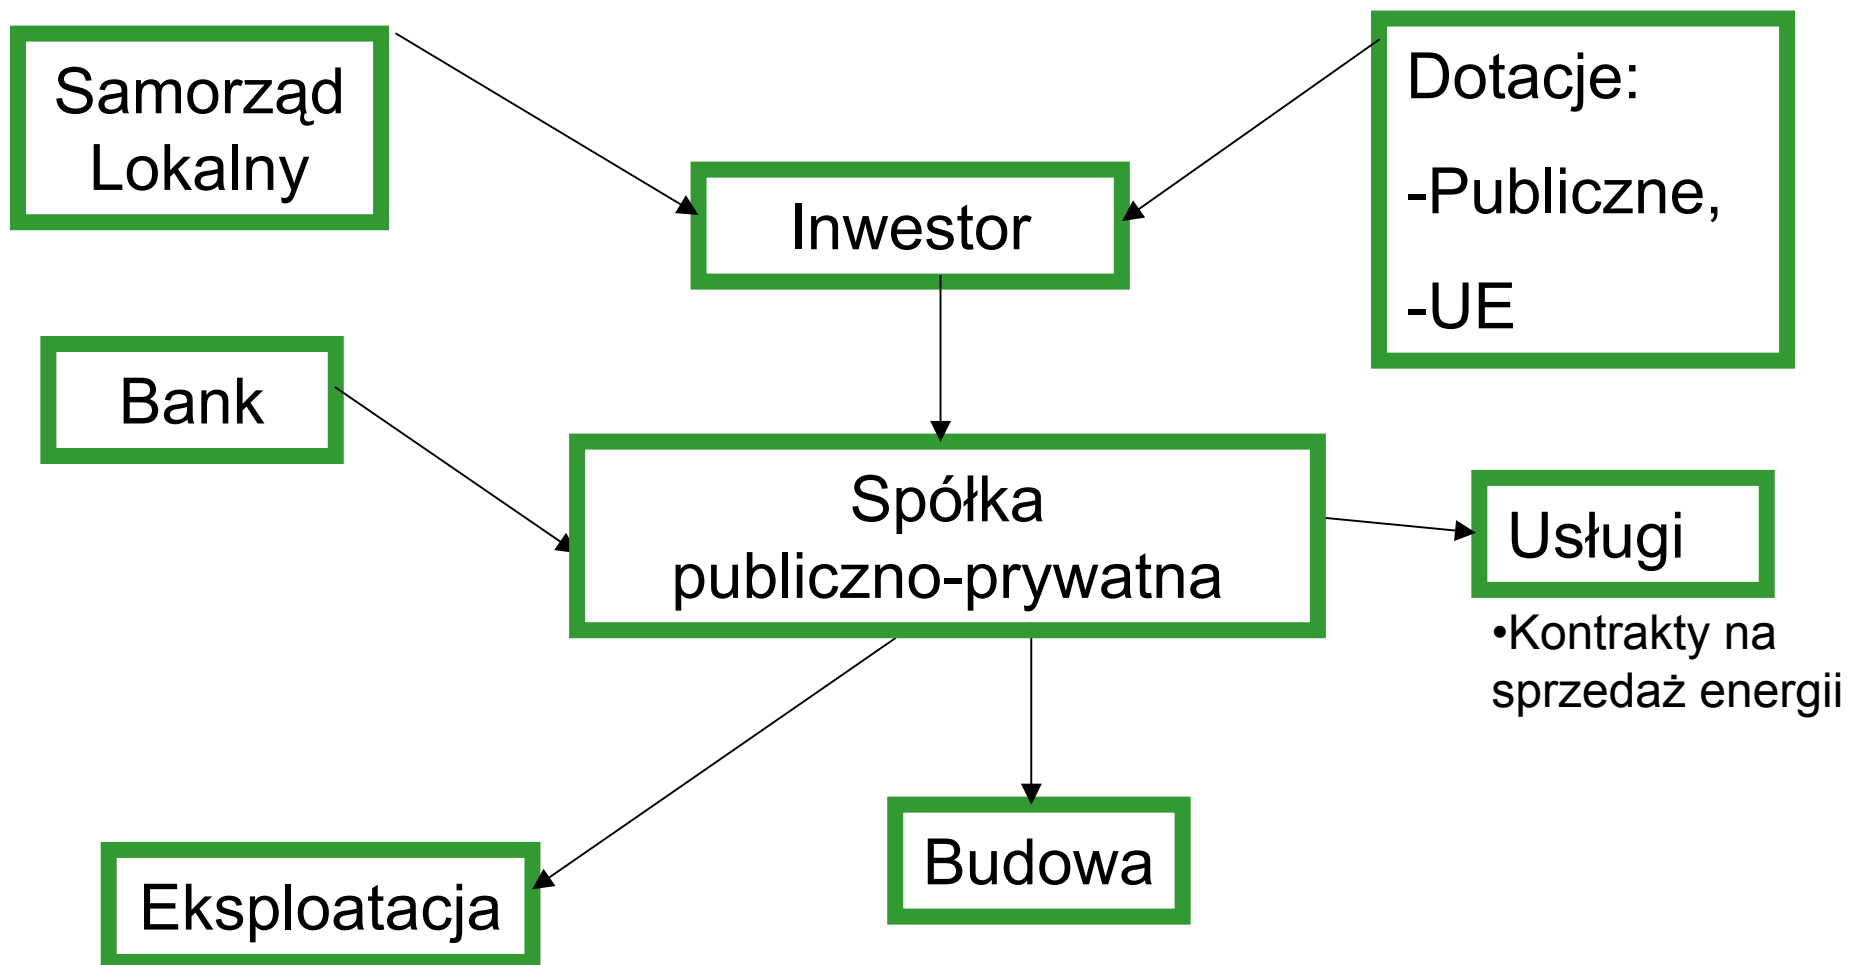 Samorząd
Lokalny
Inwestor
Dotacje:
-Publiczne,
-UE
Bank
Spółka
publiczno-prywatna
Usługi
•Kontrakty na
sprzedaż energii
Budowa
Eksploatacja